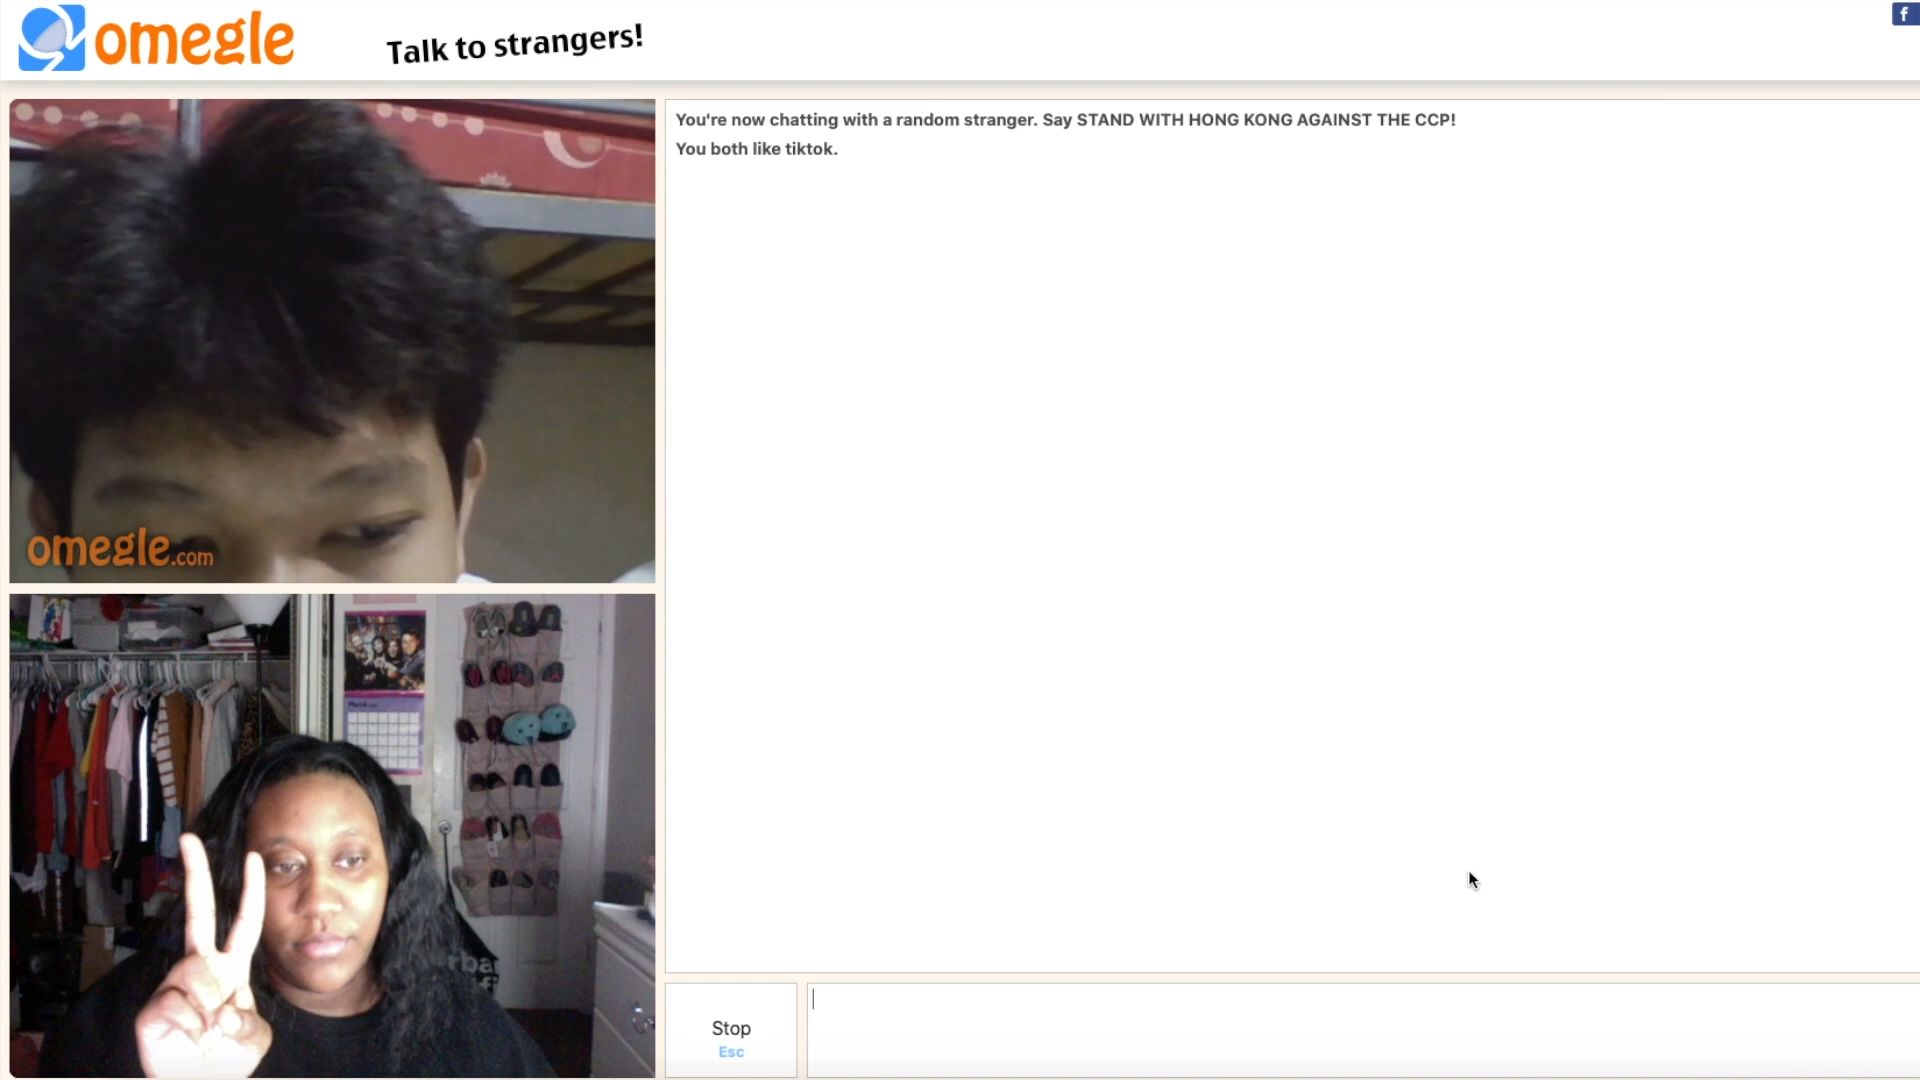 omegle
Talk to strangers!
f
You're now chatting with a random stranger. Say STAND WITH HONG KONG AGAINST THE CCP!
You both like tiktok.
omegle.com
March
Stop
Esc